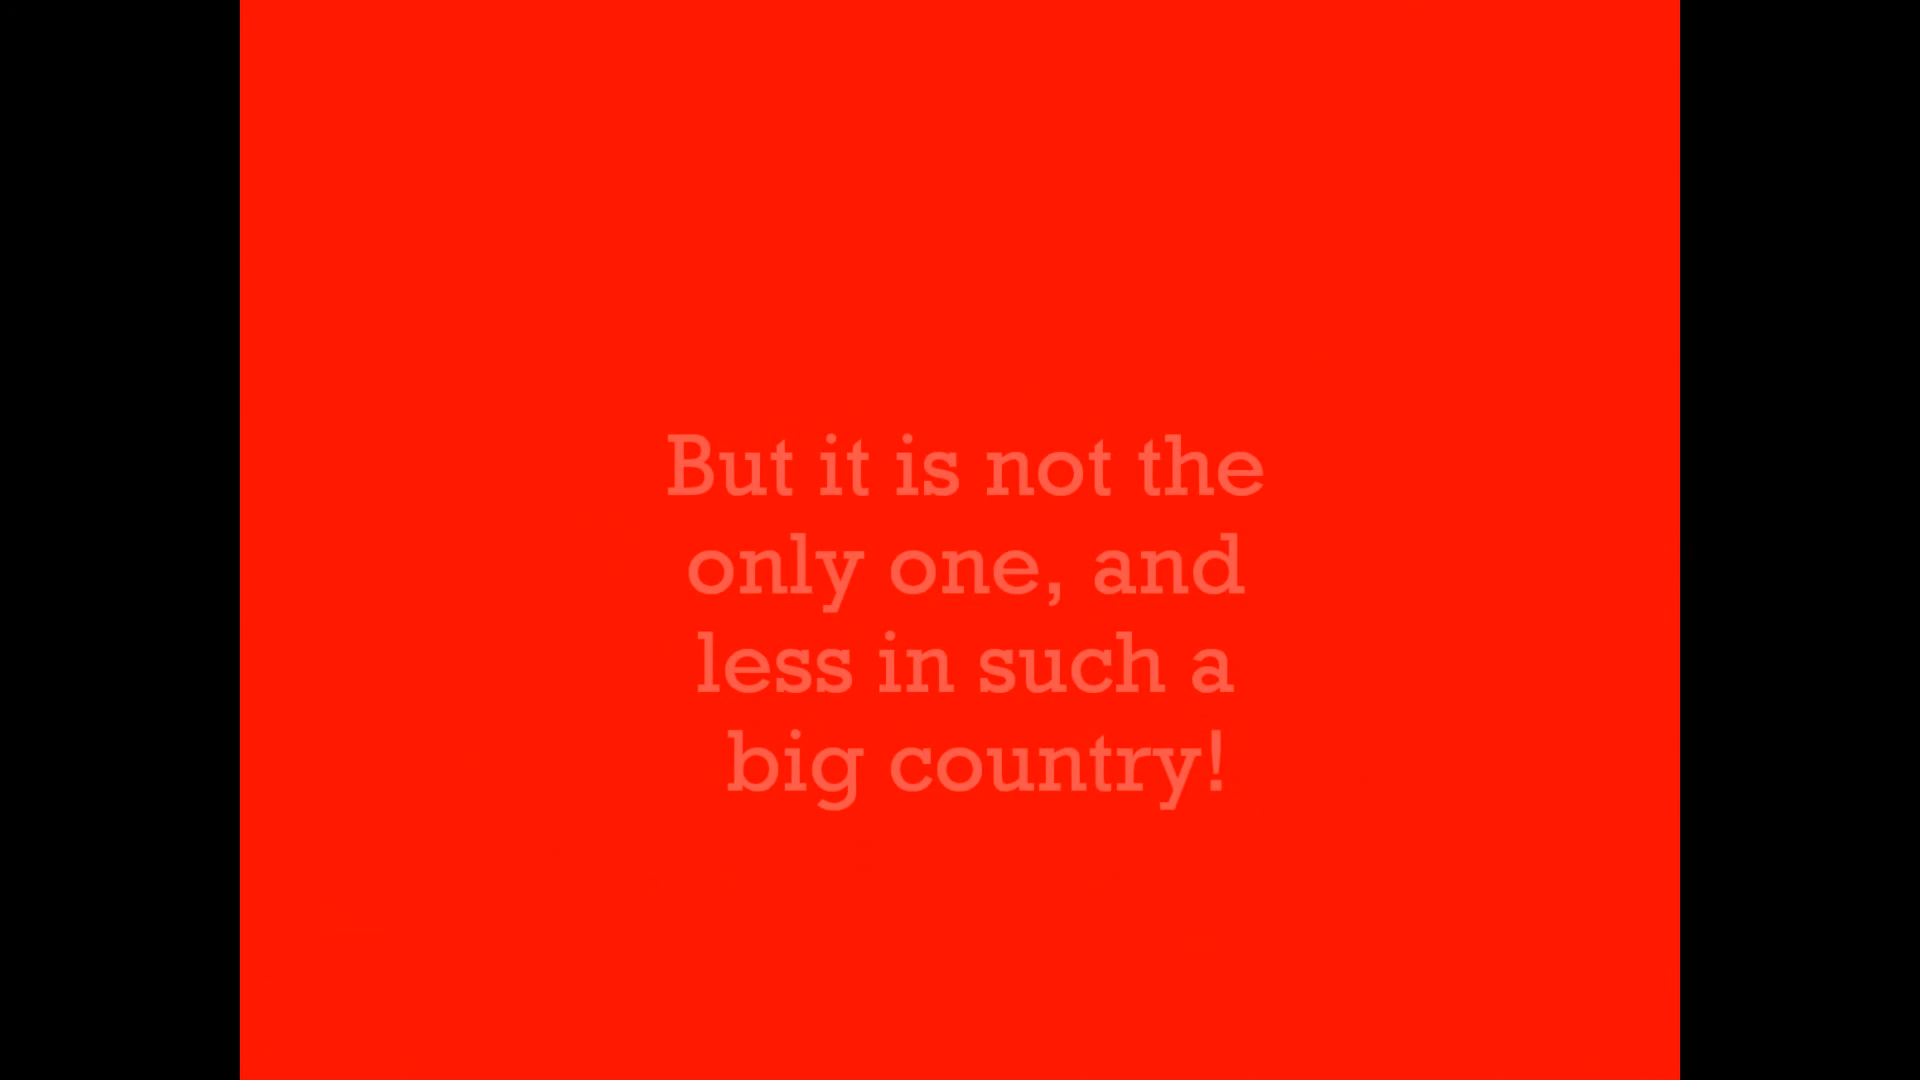 But it is not the
only one, and
less in such a
big country!